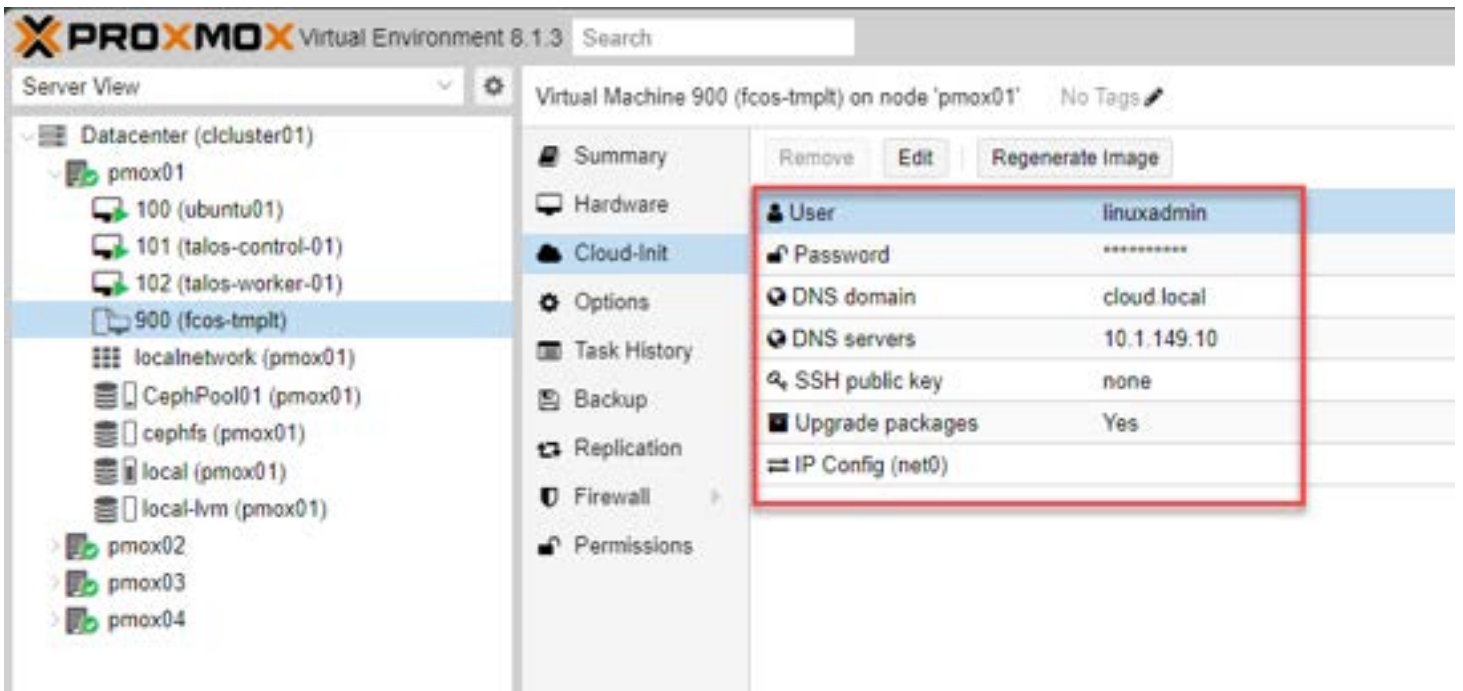 PROXMOX Virtual Environment 8.1.3 Search
Server View
Virtual Machine 900 (fcos-tmplt) on node 'pmox01' No Tags
Datacenter (clcluster01)
pmox01
100 (ubuntu01)
101 (talos-control-01)
102 (talos-worker-01)
900 (fcos-tmplt)
localnetwork (pmox01)
CephPool01 (pmox01)
cephfs (pmox01)
local (pmox01)
local-lvm (pmox01)
pmox02
pmox03
pmox04
Summary
Hardware
Cloud-Init
Options
Task History
Backup
Replication
Firewall
Permissions
Remove Edit Regenerate Image
User linuxadmin
Password **********
DNS domain cloud.local
DNS servers 10.1.149.10
SSH public key none
Upgrade packages Yes
IP Config (net0)